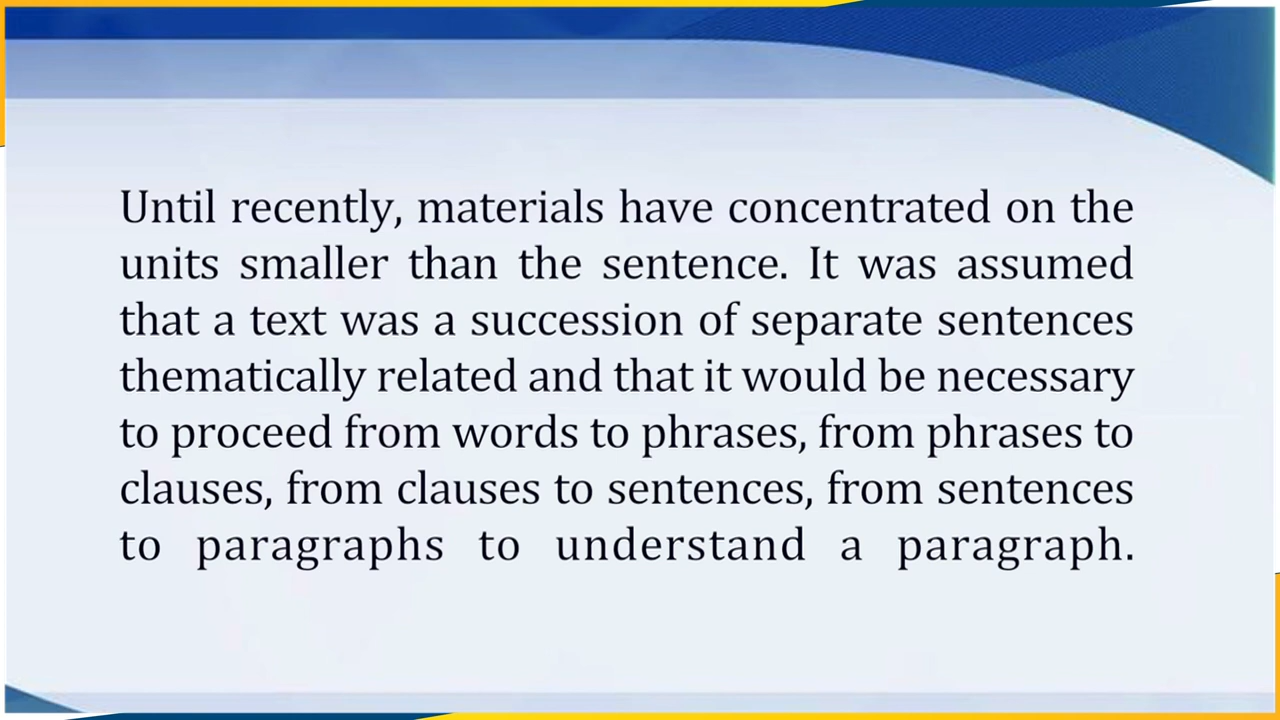 Until recently, materials have concentrated on the
units smaller than the sentence. It was assumed
that a text was a succession of separate sentences
thematically related and that it would be necessary
to proceed from words to phrases, from phrases to
clauses, from clauses to sentences, from sentences
to paragraphs to understand a paragraph.